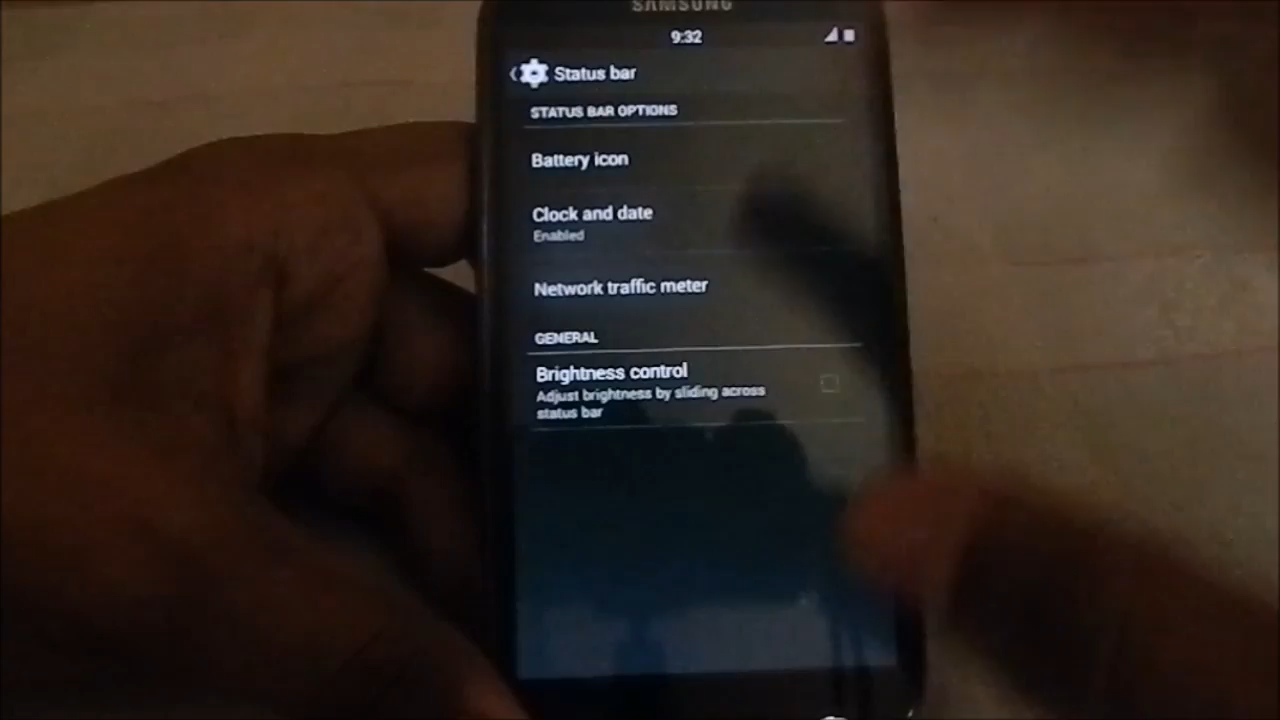 SAMSUNG
9:32
Status bar
STATUS BAR OPTIONS
Battery icon
Clock and date
Enabled
Network traffic meter
GENERAL
Brightness control
Adjust brightness by sliding across
status bar